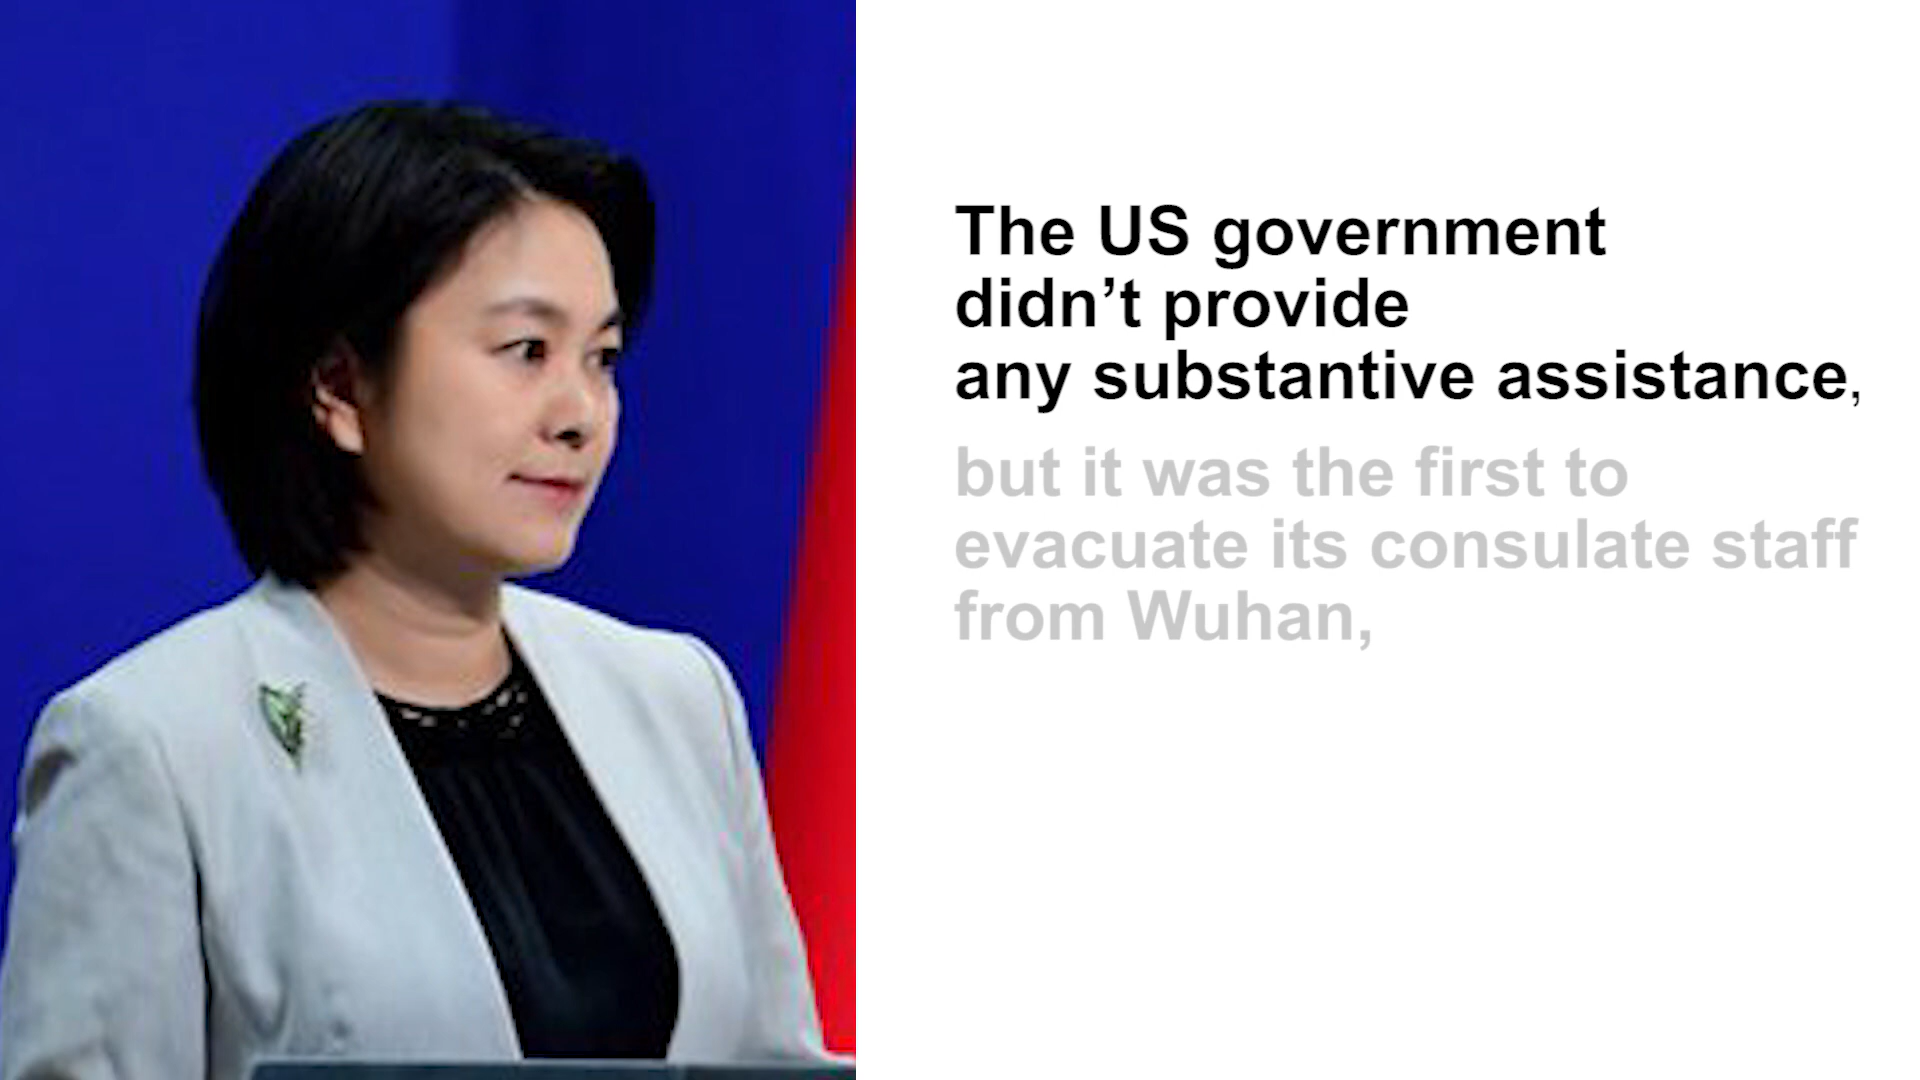 The US government
didn’t provide
any substantive assistance,
but it was the first to
evacuate its consulate staff
from Wuhan,